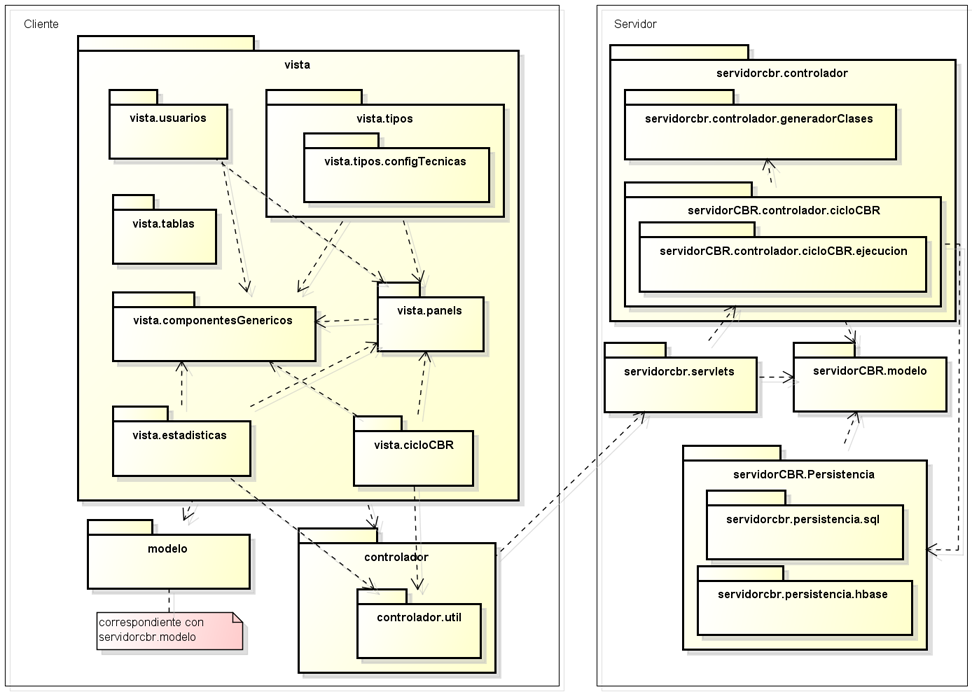 Cliente
vista
vista.usuarios
vista.tipos
vista.tipos.configTecnicas
vista.tablas
vista.componentesGenericos
vista.panels
vista.estadisticas
vista.cicloCBR
modelo
correspondiente con
servidorcbr.modelo
controlador
controlador.util
Servidor
servidorcbr.controlador
servidorcbr.controlador.generadorClases
servidorCBR.controlador.cicloCBR
servidorCBR.controlador.cicloCBR.ejecucion
servidorcbr.servlets
servidorCBR.modelo
servidorCBR.Persistencia
servidorcbr.persistencia.sql
servidorcbr.persistencia.hbase